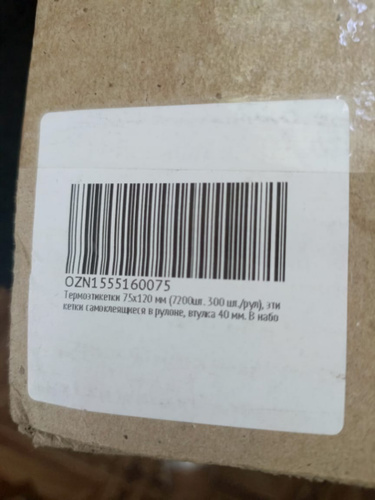 OZN1555160075
Термоэтикетки 75х120 мм (7200шт. 300 шт./рул), эти
кетки самоклеящиеся в рулоне, втулка 40 мм. В набо